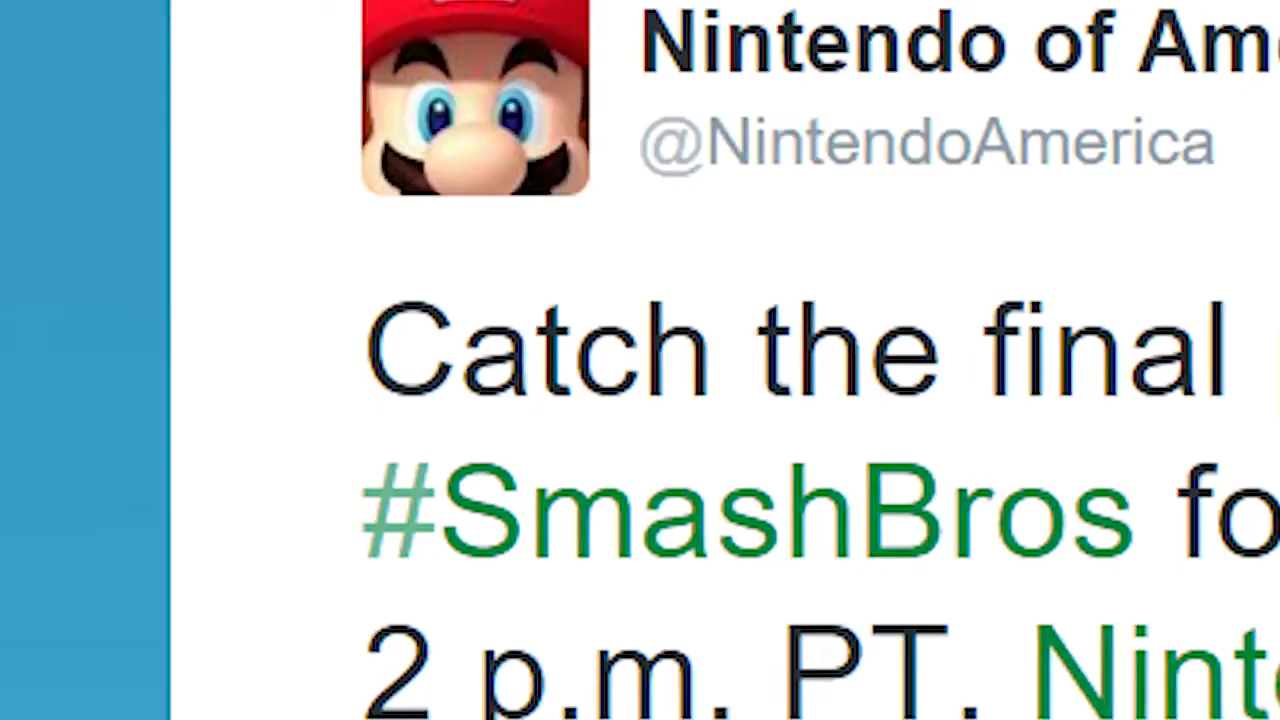 Nintendo of Am
@NintendoAmerica
Catch the final
#SmashBros fo
2 p.m. PT. Ninte